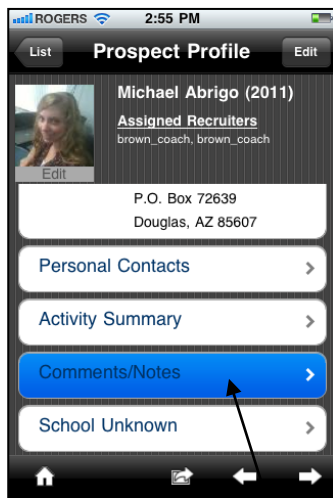 ROGERS 2:55 PM
List Prospect Profile Edit
Michael Abrigo (2011)
Assigned Recruiters
brown_coach, brown_coach
Edit
P.O. Box 72639
Douglas, AZ 85607
Personal Contacts
Activity Summary
Comments/Notes
School Unknown